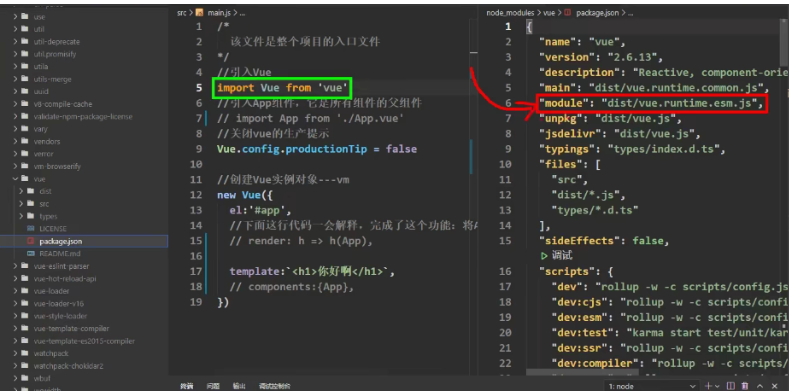 use
util
util-deprecate
util.promisify
utila
utils-merge
uuid
v8-compile-cache
validate-npm-package-license
vary
vendors
verror
vm-browserify
vue
dist
src
types
LICENSE
package.json
README.md
vue-eslint-parser
vue-hot-reload-api
vue-loader
vue-loader-v16
vue-style-loader
vue-template-compiler
vue-template-es2015-compiler
watchpack
watchpack-chokidar2
wbuf
src > main.js > ...
1 /*
2 该文件是整个项目的入口文件
3 */
4 //引入Vue
5 import Vue from 'vue'
6 //引入App组件，它是所有组件的父组件
7 // import App from './App.vue'
8 //关闭vue的生产提示
9 Vue.config.productionTip = false
10
11 //创建Vue实例对象---vm
12 new Vue({
13 el:'#app',
14 //下面这行代码一会解释，完成了这个功能：将A
15 // render: h => h(App),
16
17 template:`<h1>你好啊</h1>`,
18 // components:{App},
19 })
node_modules > vue > package.json > ...
1 {
2 "name": "vue",
3 "version": "2.6.13",
4 "description": "Reactive, component-orie
5 "main": "dist/vue.runtime.common.js",
6 "module": "dist/vue.runtime.esm.js",
7 "unpkg": "dist/vue.js",
8 "jsdelivr": "dist/vue.js",
9 "typings": "types/index.d.ts",
10 "files": [
11 "src",
12 "dist/*.js",
13 "types/*.d.ts"
14 ],
15 "sideEffects": false,
调试
16 "scripts": {
17 "dev": "rollup -w -c scripts/config.js
18 "dev:cjs": "rollup -w -c scripts/confi
19 "dev:esm": "rollup -w -c scripts/confi
20 "dev:test": "karma start test/unit/kar
21 "dev:ssr": "rollup -w -c scripts/confi
22 "dev:compiler": "rollup -w -c scripts/
终端 问题 输出 调试控制台
1: node